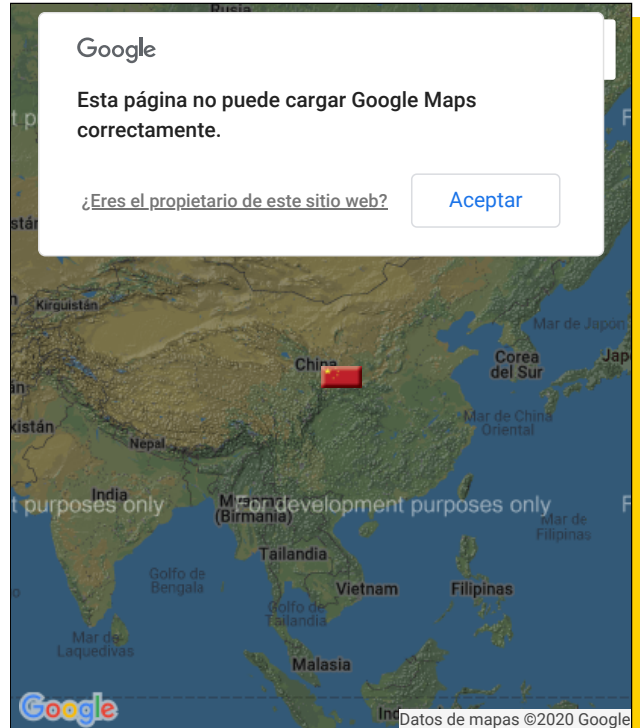 Rusia
Google
Esta página no puede cargar Google Maps
correctamente.
¿Eres el propietario de este sitio web?
Aceptar
Kirguistán
Mar de Japón
China
Corea
del Sur
Jap
kistán
Mar de China
Oriental
Nepal
India
t purposes only
For development purposes only
F
(Birmania)
Mar de
Filipinas
Tailandia
Golfo de
Bengala
Vietnam
Filipinas
Golfo de
Tailandia
Mar de
Laquedivas
Malasia
Google
Ind
Datos de mapas ©2020 Google